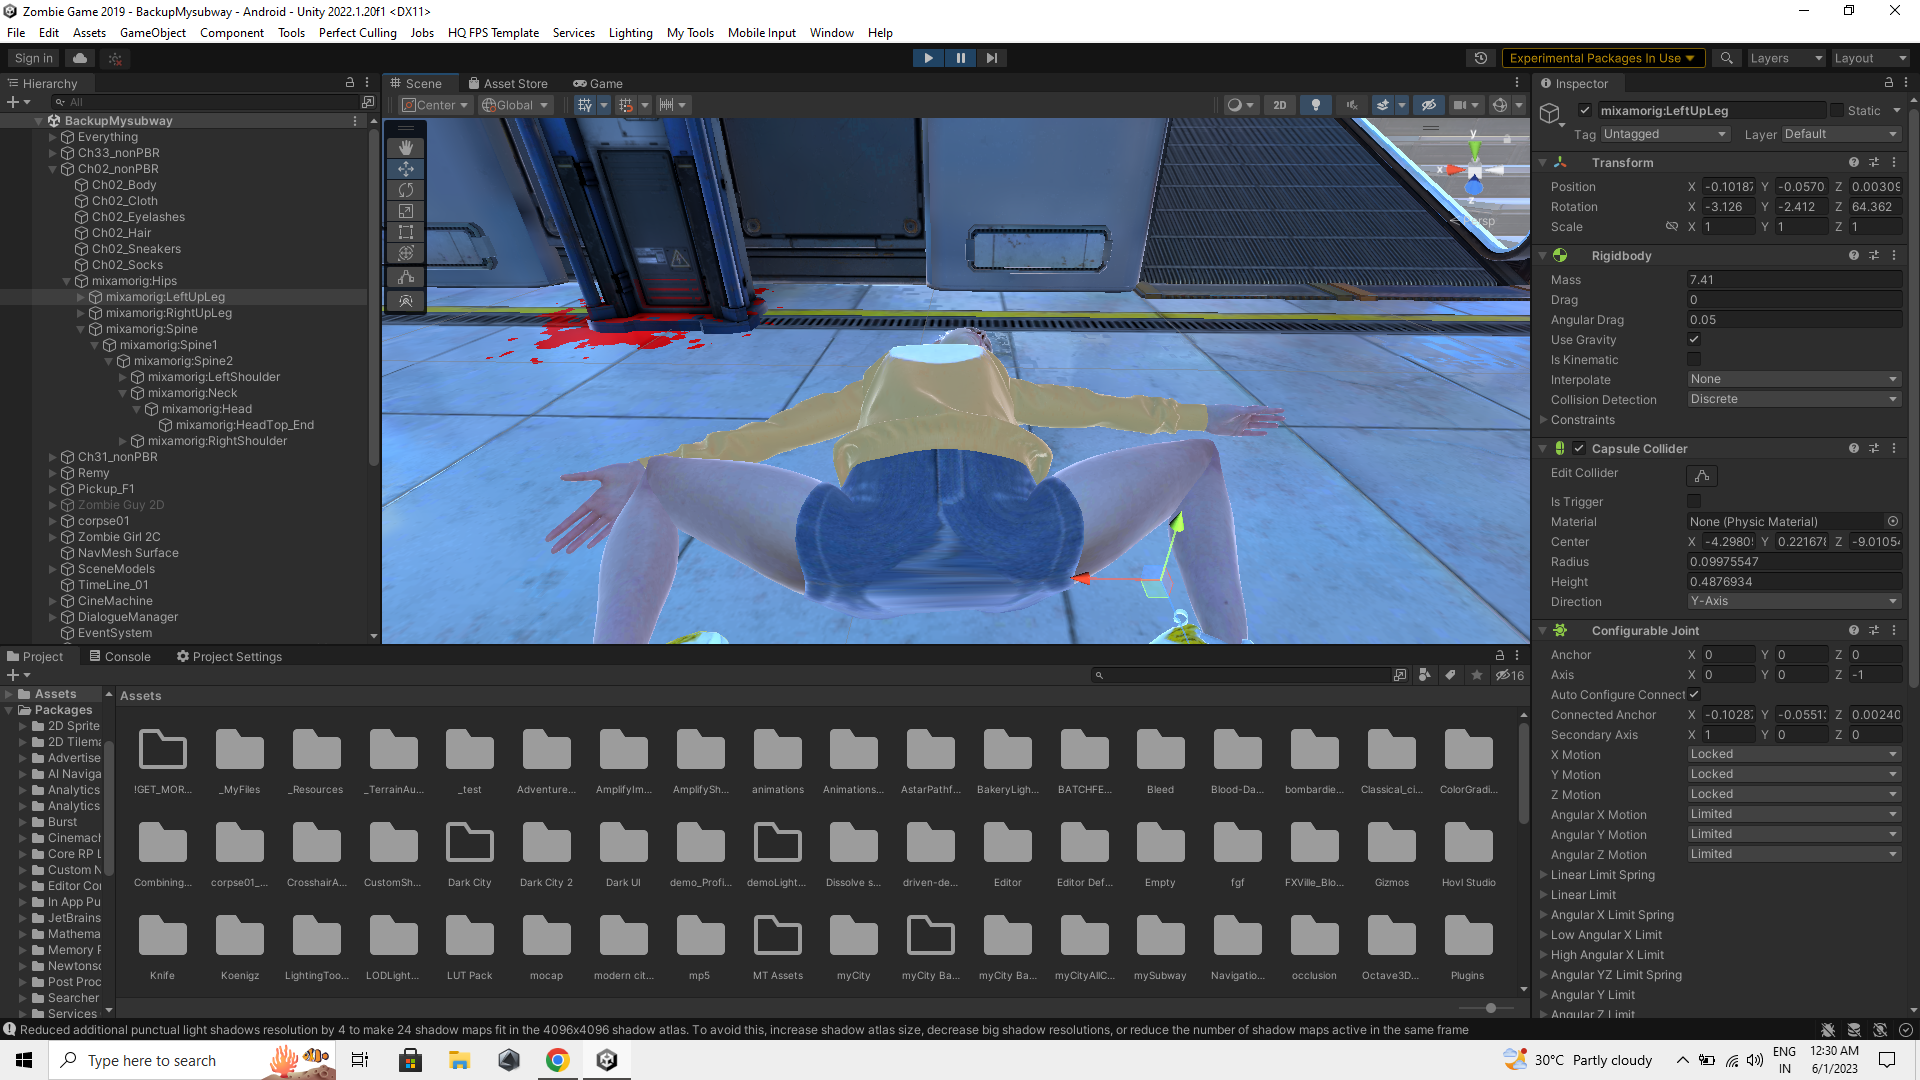 Zombie Game 2019 - BackupMysubway - Android - Unity 2022.1.20f1 <DX11>
File Edit Assets GameObject Component Tools Perfect Culling Jobs HQ FPS Template Services Lighting My Tools Mobile Input Window Help
Sign in
Experimental Packages In Use
Layers
Layout
Hierarchy
All
BackupMysubway
Everything
Ch33_nonPBR
Ch02_nonPBR
Ch02_Body
Ch02_Cloth
Ch02_Eyelashes
Ch02_Hair
Ch02_Sneakers
Ch02_Socks
mixamorig:Hips
mixamorig:LeftUpLeg
mixamorig:RightUpLeg
mixamorig:Spine
mixamorig:Spine1
mixamorig:Spine2
mixamorig:LeftShoulder
mixamorig:Neck
mixamorig:Head
mixamorig:HeadTop_End
mixamorig:RightShoulder
Ch31_nonPBR
Remy
Pickup_F1
Zombie Guy 2D
corpse01
Zombie Girl 2C
NavMesh Surface
SceneModels
TimeLine_01
CineMachine
DialogueManager
EventSystem
Scene Asset Store Game
Center Global
2D
y
x
z
Persp
Inspector
mixamorig:LeftUpLeg
Static
Tag Untagged Layer Default
Transform
Position X -0.10187 Y -0.0570 Z 0.00309
Rotation X -3.126 Y -2.412 Z 64.362
Scale X 1 Y 1 Z 1
Rigidbody
Mass 7.41
Drag 0
Angular Drag 0.05
Use Gravity
Is Kinematic
Interpolate None
Collision Detection Discrete
Constraints
Capsule Collider
Edit Collider
Is Trigger
Material None (Physic Material)
Center X -4.2980 Y 0.221678 Z -9.01054
Radius 0.09975547
Height 0.4876934
Direction Y-Axis
Configurable Joint
Anchor X 0 Y 0 Z 0
Axis X 0 Y 0 Z -1
Auto Configure Connect
Connected Anchor X -0.10287 Y -0.05513 Z 0.00240
Secondary Axis X 1 Y 0 Z 0
X Motion Locked
Y Motion Locked
Z Motion Locked
Angular X Motion Limited
Angular Y Motion Limited
Angular Z Motion Limited
Linear Limit Spring
Linear Limit
Angular X Limit Spring
Low Angular X Limit
High Angular X Limit
Angular YZ Limit Spring
Angular Y Limit
Angular Z Limit
Project Console Project Settings
16
Assets
Packages
2D Sprite
2D Tilema
Advertise
AI Naviga
Analytics
Analytics
Burst
Cinemach
Core RP L
Custom N
Editor Cor
In App Pu
JetBrains
Mathema
Memory P
Newtonso
Post Proc
Searcher
Services
Assets
!GET_MOR... _MyFiles _Resources _TerrainAu... _test Adventure... AmplifyIm... AmplifySh... animations Animations... AstarPathf... BakeryLigh... BATCHFE... Bleed Blood-Da... bombardie... Classical_ci... ColorGradi...
Combining... corpse01_... CrosshairA... CustomSh... Dark City Dark City 2 Dark UI demo_Profi... demoLight... Dissolve s... driven-de... Editor Editor Def... Empty fgf FXVille_Blo... Gizmos Hovl Studio
Knife Koenigz LightingToo... LODLight... LUT Pack mocap modern cit... mp5 MT Assets myCity myCity Ba... myCity Ba... myCityAllC... mySubway Navigatio... occlusion Octave3D... Plugins
Reduced additional punctual light shadows resolution by 4 to make 24 shadow maps fit in the 4096x4096 shadow atlas. To avoid this, increase shadow atlas size, decrease big shadow resolutions, or reduce the number of shadow maps active in the same frame
Type here to search
30°C Partly cloudy
ENG
IN
12:30 AM
6/1/2023